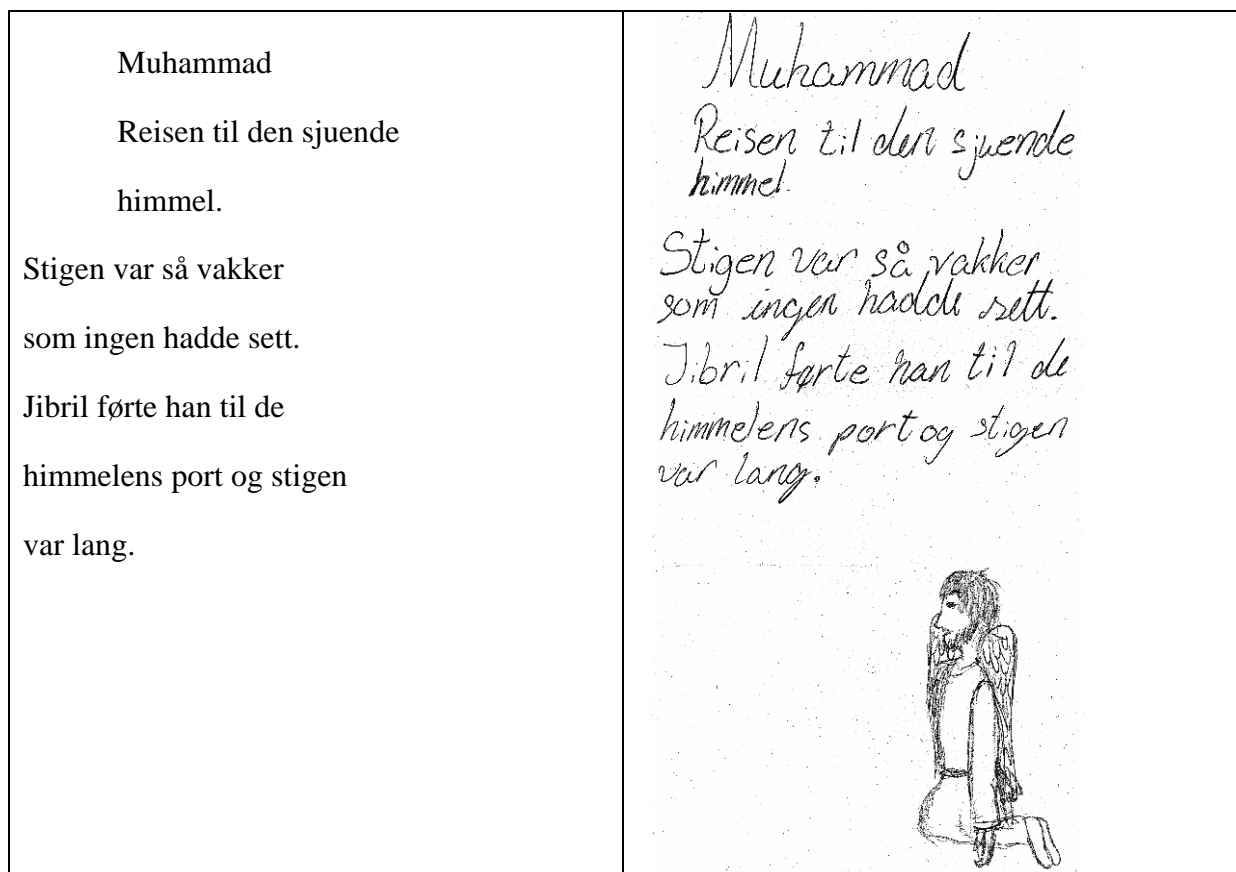 Muhammad
Reisen til den sjuende
himmel.
Stigen var så vakker
som ingen hadde sett.
Jibril førte han til de
himmelens port og stigen
var lang.
Muhammad
Reisen til den sjuende
himmel.
Stigen var så vakker
som ingen hadde sett.
Jibril førte han til de
himmelens port og stigen
var lang.